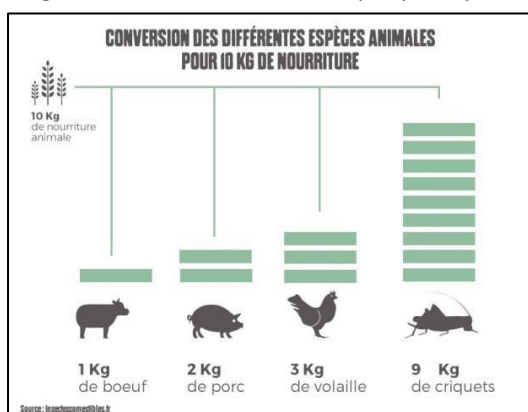 CONVERSION DES DIFFÉRENTES ESPÈCES ANIMALES
POUR 10 KG DE NOURRITURE
10 Kg
de nourriture
animale
1 Kg
de boeuf
2 Kg
de porc
3 Kg
de volaille
9 Kg
de criquets
Source : Insectescomestibles.fr